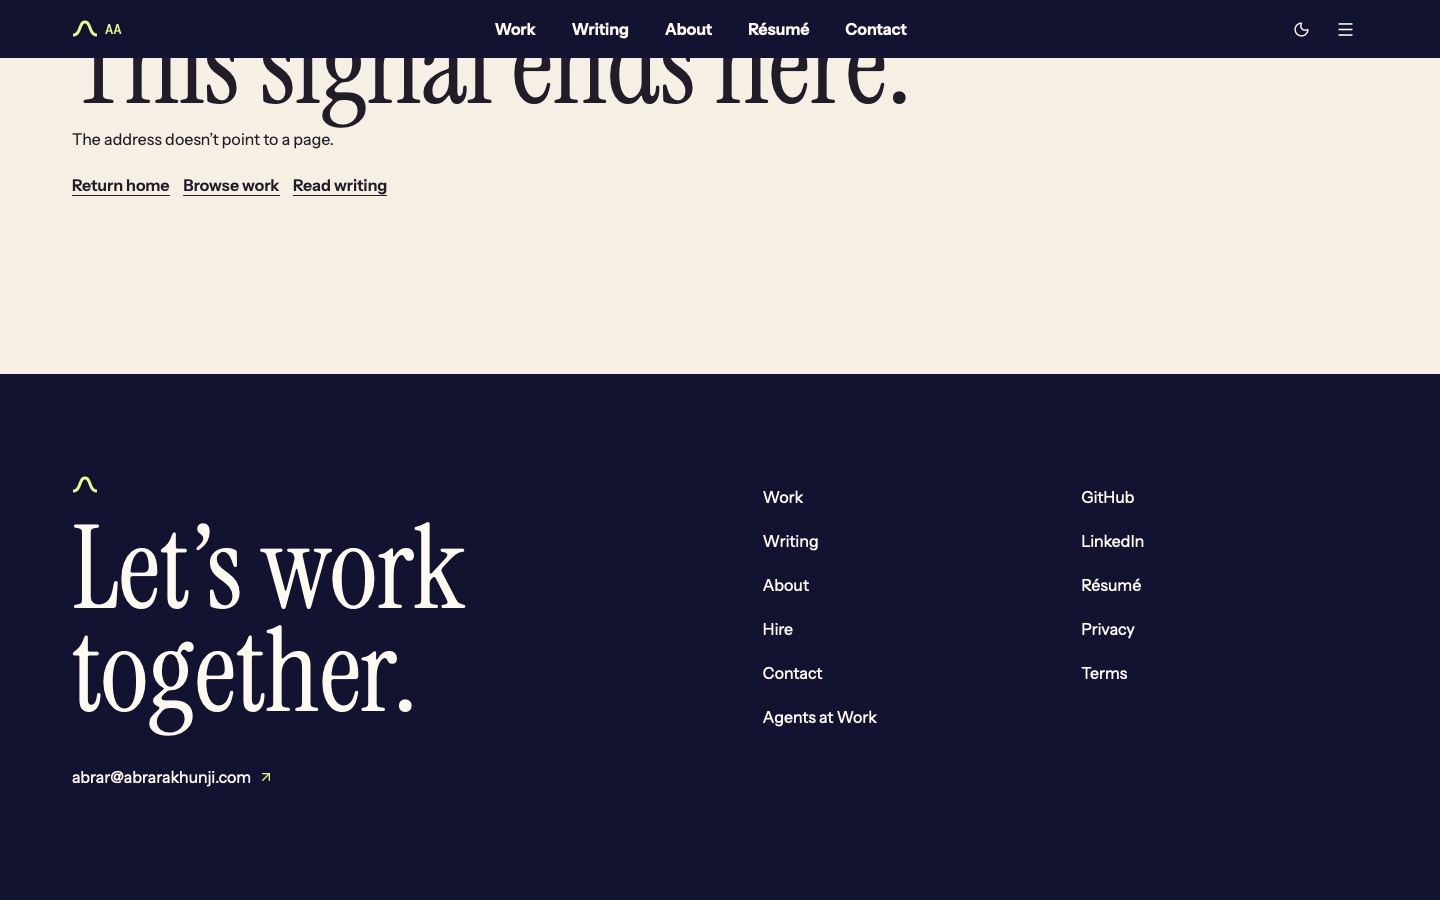 AA
Work
Writing
About
Résumé
Contact
This signal ends here.
The address doesn’t point to a page.
Return home
Browse work
Read writing
Let’s work
together.
abrar@abrarakhunji.com
Work
Writing
About
Hire
Contact
Agents at Work
GitHub
LinkedIn
Résumé
Privacy
Terms